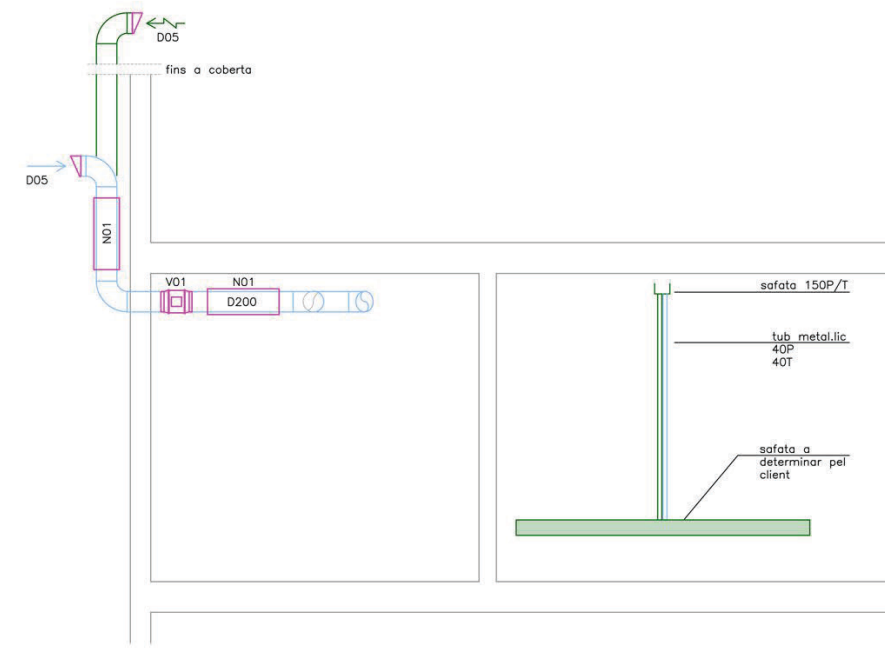 D05
fins a coberta
D05
N01
V01
N01
D200
safata 150P/T
tub metal.lic
40P
40T
safata a
determinar pel
client